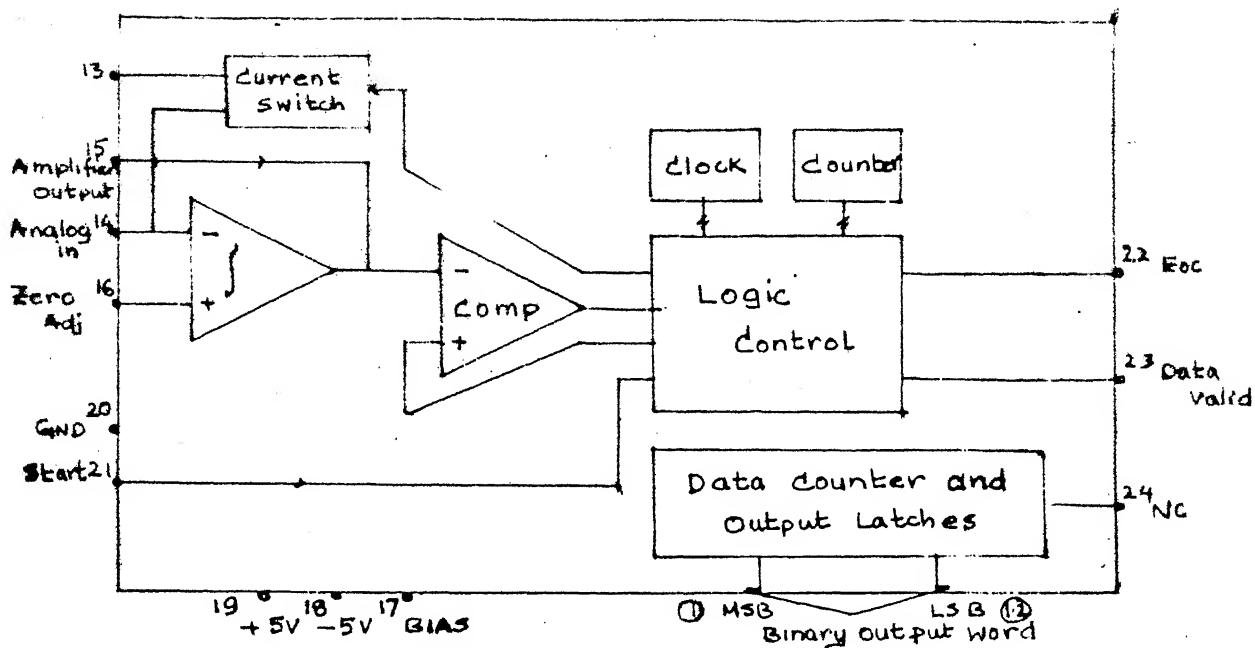 13
Current
Switch
15
Amplifier
Output
Clock
Counter
Analog 14
in
-
∫
+
Zero 16
Adj
-
Comp
+
Logic
Control
22 Eoc
23 Data
Valid
GND 20
Start 21
Data Counter and
Output Latches
24 NC
19 18 17
+5V -5V BIAS
① MSB
LSB ⑫
Binary Output Word